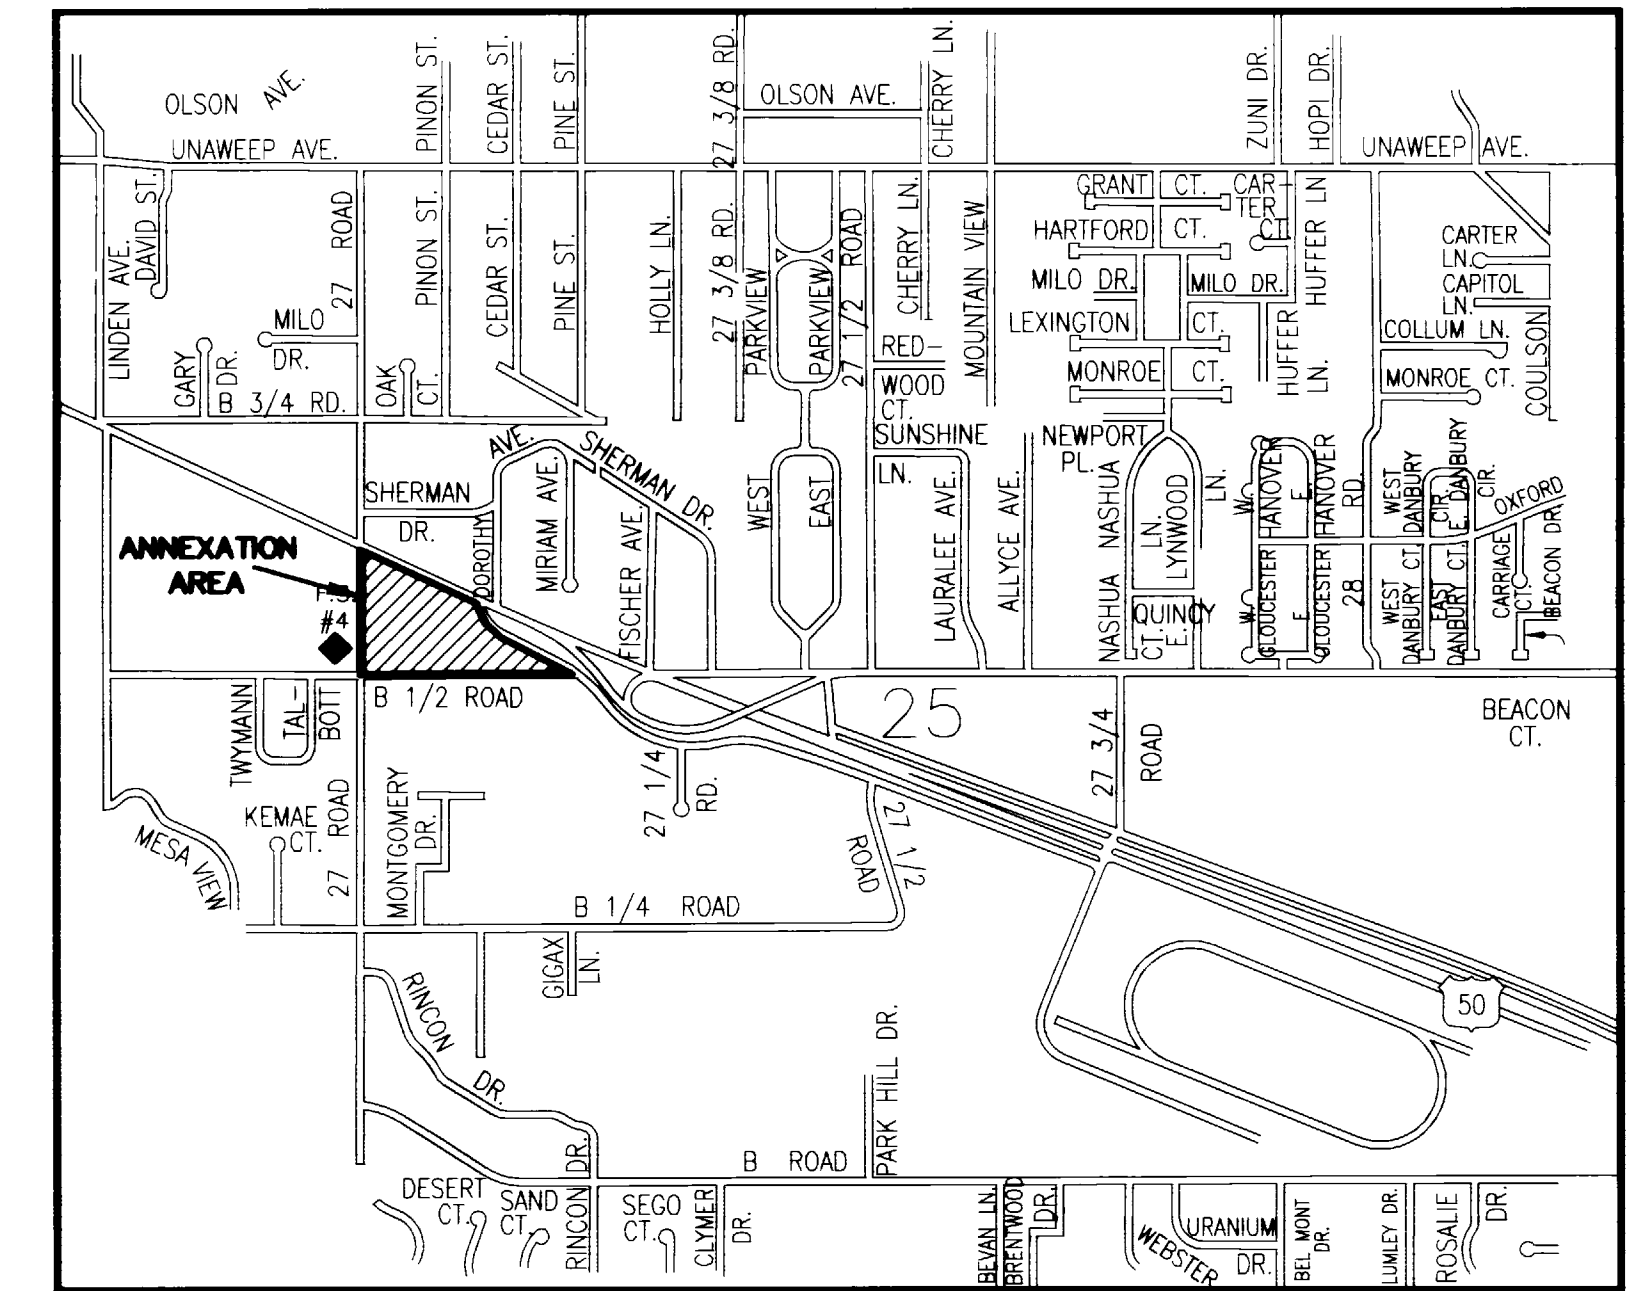 OLSON AVE.
UNAWEEP AVE.
PINON ST.
CEDAR ST.
PINE ST.
27 3/8 RD.
OLSON AVE.
CHERRY LN.
ZUNI DR.
HOPI DR.
UNAWEEP AVE.
LINDEN AVE.
DAVID ST.
27 ROAD
PINON ST.
CEDAR ST.
PINE ST.
HOLLY LN.
27 3/8 RD.
PARKVIEW
PARKVIEW
27 1/2 ROAD
CHERRY LN.
MOUNTAIN VIEW
GRANT CT.
CAR-
TER
CT.
HARTFORD CT.
MILO DR.
MILO DR.
LEXINGTON CT.
MONROE CT.
HUFFER LN
HUFFER
LN.
CARTER
LN.
CAPITOL
LN.
COLLUM LN.
MONROE CT.
COULSON
GARY
DR.
MILO
DR.
B 3/4 RD.
OAK
CT.
RED-
WOOD
CT.
SUNSHINE
LN.
NEWPORT
PL.
SHERMAN
DR.
AVE.
DOROTHY
MIRIAM AVE.
SHERMAN DR.
FISCHER AVE.
WEST
EAST
LAURALEE AVE.
ALLYCE AVE.
NASHUA
NASHUA
LN.
LYNWOOD
LN.
NASHUA
CT.
QUINCY
E.
W.
HANOVER
E.
HANOVER
W.
GLOUCESTER
E.
GLOUCESTER
28
RD.
WEST
DANBURY
CIR.
E. DANBURY
CIR.
OXFORD
WEST
DANBURY CT.
EAST
DANBURY CT.
CARRIAGE
CT.
BEACON DR.
ANNEXATION
AREA
F.S.
#4
B 1/2 ROAD
TWYMANN
TAL-
BOTT
25
BEACON
CT.
27 3/4
ROAD
27 1/4
RD.
MESA VIEW
KEMAE
CT.
27 ROAD
MONTGOMERY
DR.
27 1/2
ROAD
B 1/4 ROAD
GIGAX
LN.
RINCON
DR.
50
PARK HILL DR.
B ROAD
DESERT
CT.
SAND
CT.
RINCON DR.
SEGO
CT.
CLYMER
DR.
BEVAN LN.
BRENTWOOD
DR.
WEBSTER
URANIUM
DR.
BEL MONT
DR.
LUMLEY DR.
ROSALIE
DR.